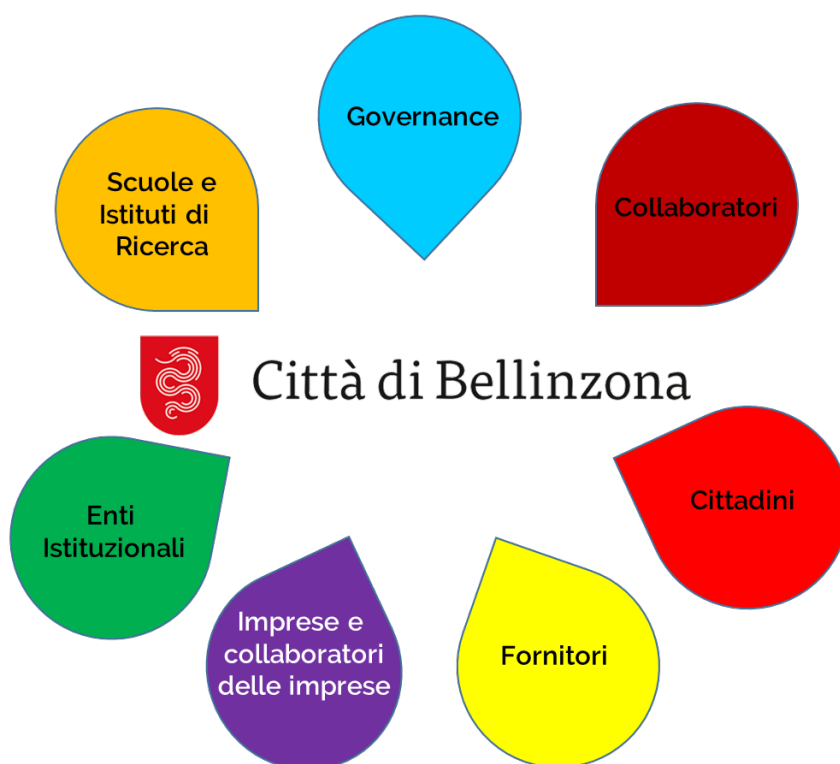 Governance
Collaboratori
Scuole e
Istituti di
Ricerca
Città di Bellinzona
Cittadini
Enti
Istituzionali
Imprese e
collaboratori
delle imprese
Fornitori